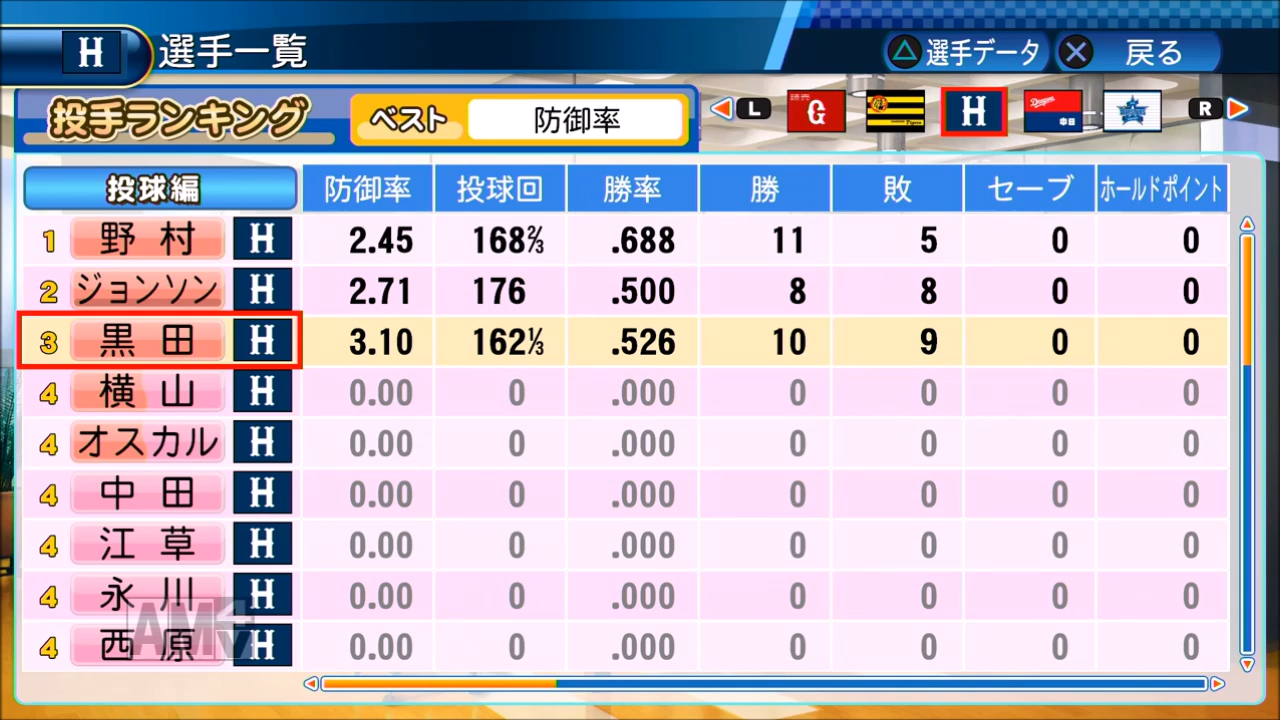 H 選手一覧 △選手データ ×戻る
投手ランキング ベスト 防御率 L 読売 G Tigers H Dragons 中日 R
投球編 防御率 投球回 勝率 勝 敗 セーブ ホールドポイント
1 野村 H 2.45 168⅔ .688 11 5 0 0
2 ジョンソン H 2.71 176 .500 8 8 0 0
3 黒田 H 3.10 162⅓ .526 10 9 0 0
4 横山 H 0.00 0 .000 0 0 0 0
4 オスカル H 0.00 0 .000 0 0 0 0
4 中田 H 0.00 0 .000 0 0 0 0
4 江草 H 0.00 0 .000 0 0 0 0
4 永川 H 0.00 0 .000 0 0 0 0
4 西原 H 0.00 0 .000 0 0 0 0